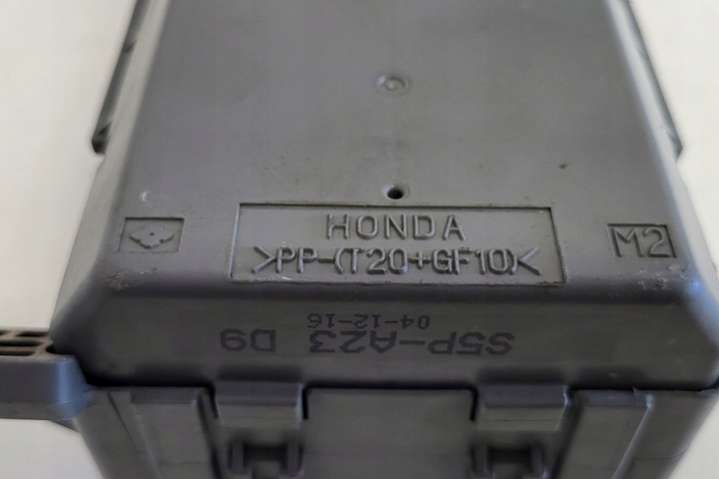 HONDA
>PP-(T20+GF10)<
M2
S5P-A23 D9
04-12-16